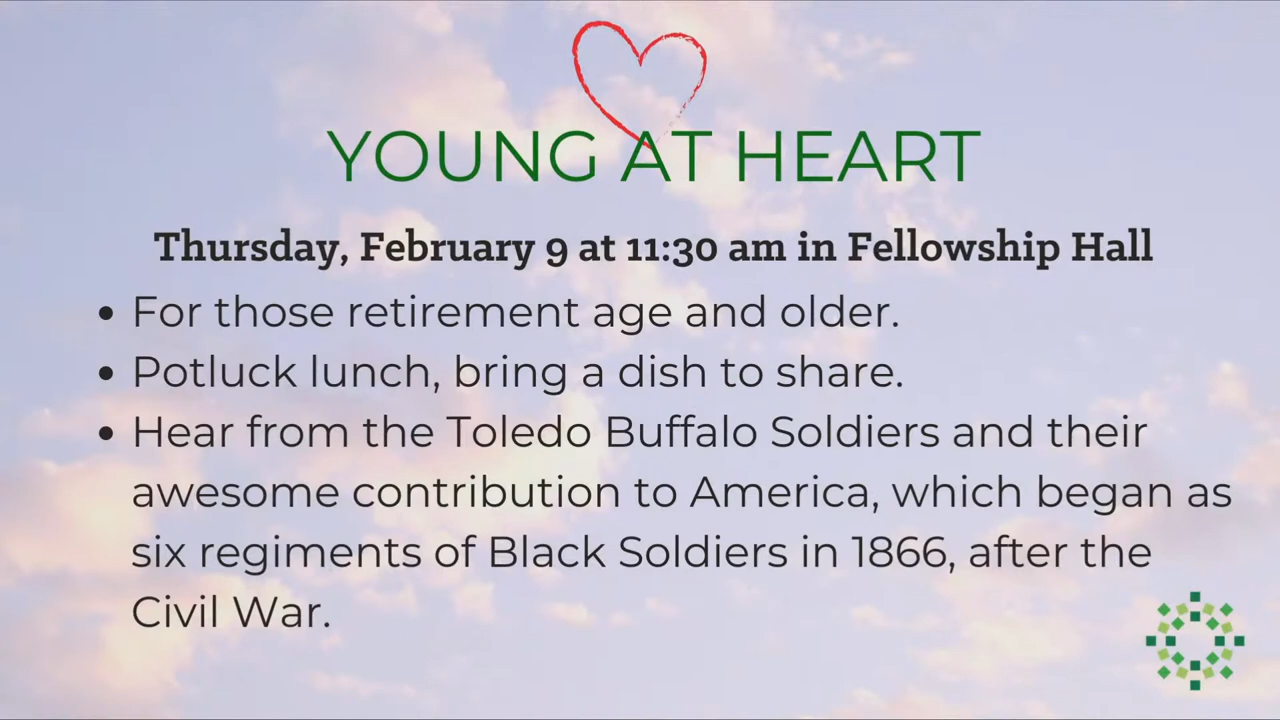 YOUNG AT HEART
Thursday, February 9 at 11:30 am in Fellowship Hall
• For those retirement age and older.
• Potluck lunch, bring a dish to share.
• Hear from the Toledo Buffalo Soldiers and their
awesome contribution to America, which began as
six regiments of Black Soldiers in 1866, after the
Civil War.